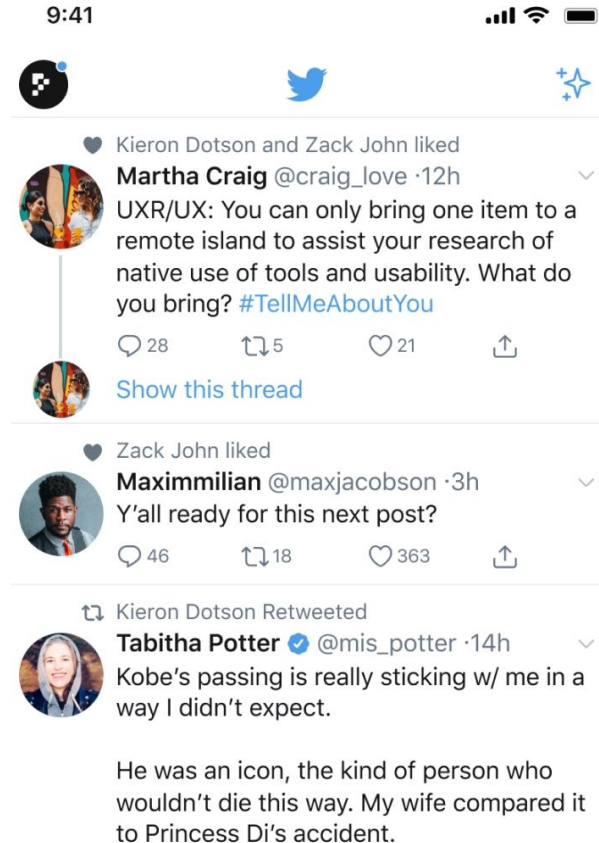 9:41
Kieron Dotson and Zack John liked
Martha Craig @craig_love ·12h
UXR/UX: You can only bring one item to a
remote island to assist your research of
native use of tools and usability. What do
you bring? #TellMeAboutYou
28 5 21
Show this thread
Zack John liked
Maximmilian @maxjacobson ·3h
Y’all ready for this next post?
46 18 363
Kieron Dotson Retweeted
Tabitha Potter @mis_potter ·14h
Kobe’s passing is really sticking w/ me in a
way I didn’t expect.
He was an icon, the kind of person who
wouldn’t die this way. My wife compared it
to Princess Di’s accident.